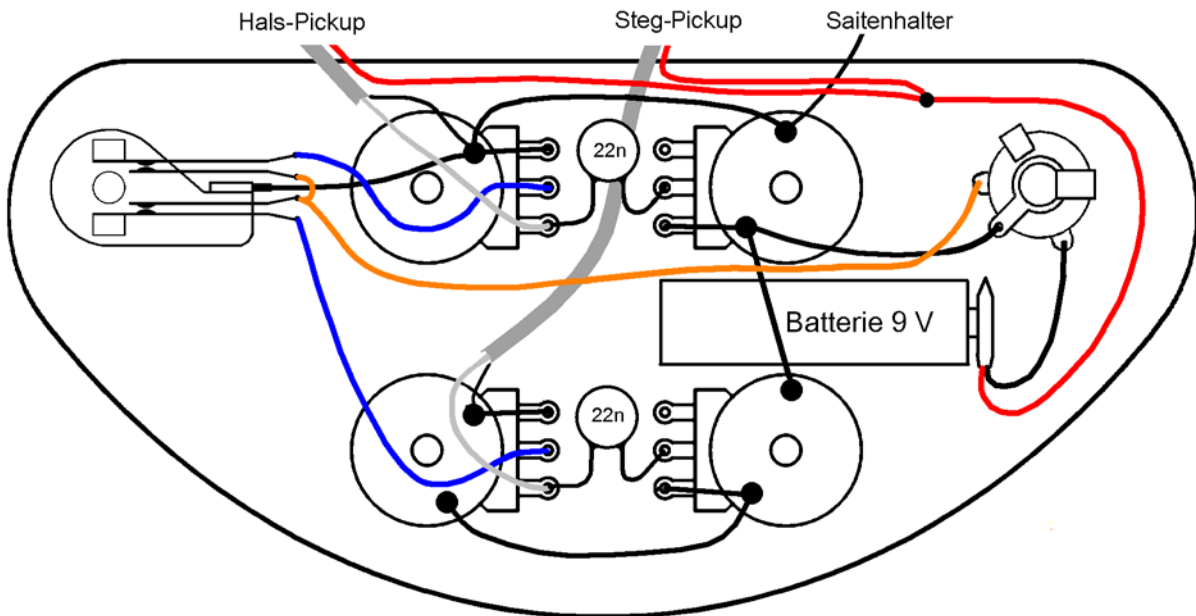 Hals-Pickup
Steg-Pickup
Saitenhalter
22n
Batterie 9 V
22n